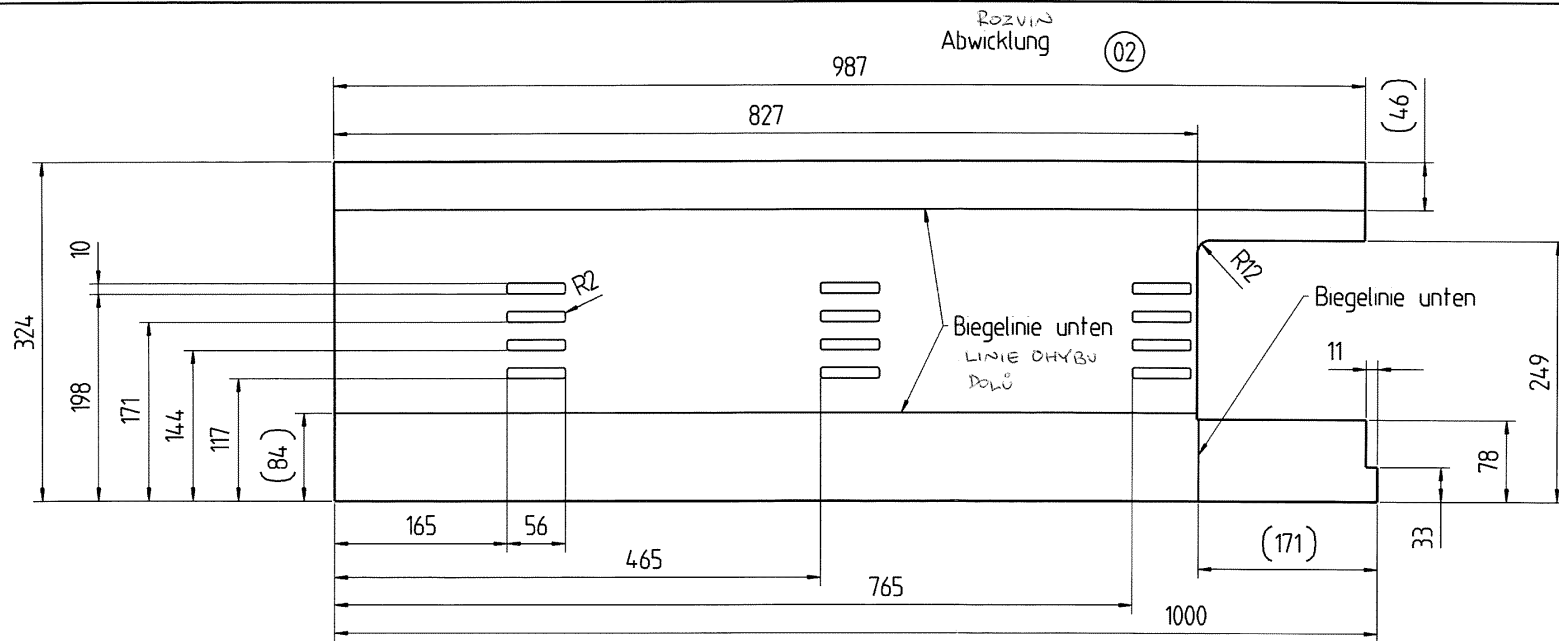 ROZVIN
Abwicklung
02
987
(46)
827
10
R2
R12
Biegelinie unten
324
198
171
144
117
(84)
Biegelinie unten
LINIE OHYBU
DOLŮ
11
249
78
33
165
56
(171)
465
765
1000